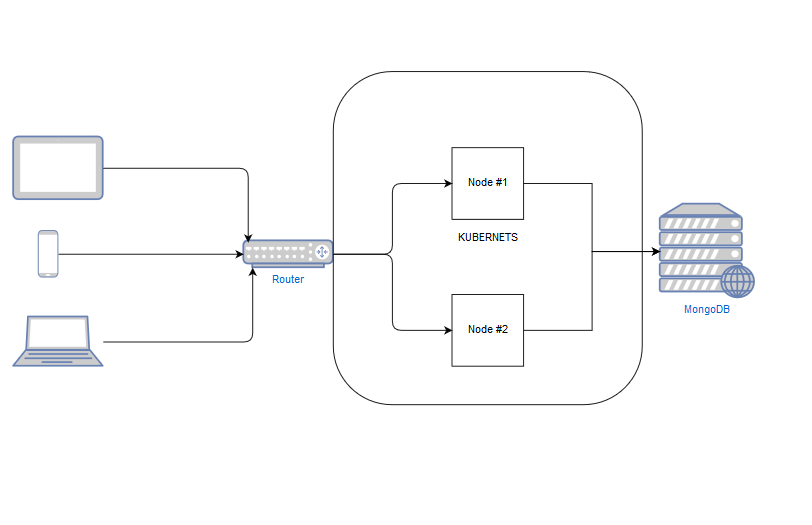 Node #1
KUBERNETS
Router
MongoDB
Node #2